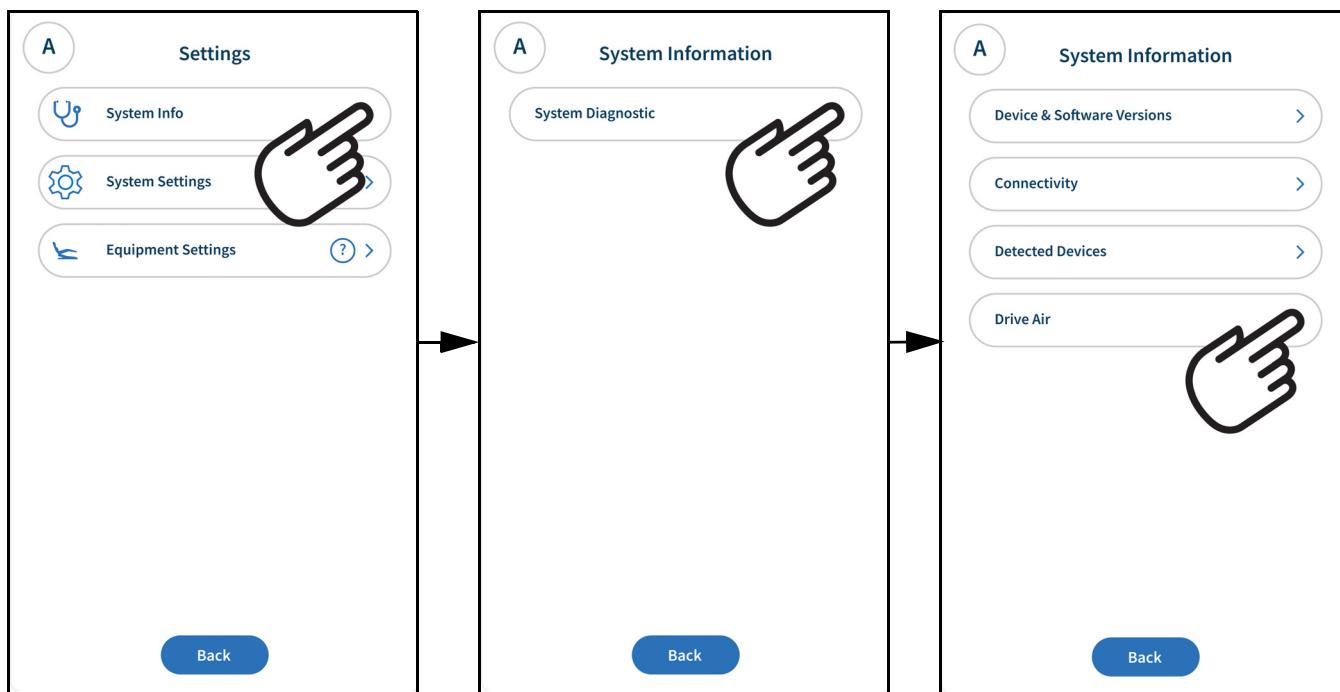 A
Settings
System Info
System Settings
Equipment Settings ?
Back
A
System Information
System Diagnostic
Back
A
System Information
Device & Software Versions
Connectivity
Detected Devices
Drive Air
Back